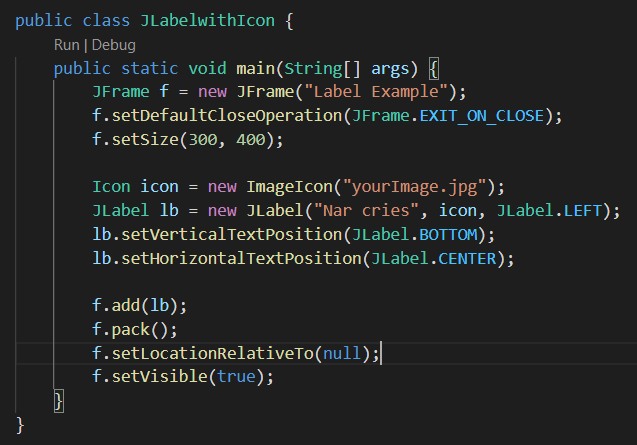 public class JLabelwithIcon {
Run | Debug
public static void main(String[] args) {
JFrame f = new JFrame("Label Example");
f.setDefaultCloseOperation(JFrame.EXIT_ON_CLOSE);
f.setSize(300, 400);
Icon icon = new ImageIcon("yourImage.jpg");
JLabel lb = new JLabel("Nar cries", icon, JLabel.LEFT);
lb.setVerticalTextPosition(JLabel.BOTTOM);
lb.setHorizontalTextPosition(JLabel.CENTER);
f.add(lb);
f.pack();
f.setLocationRelativeTo(null);
f.setVisible(true);
}
}